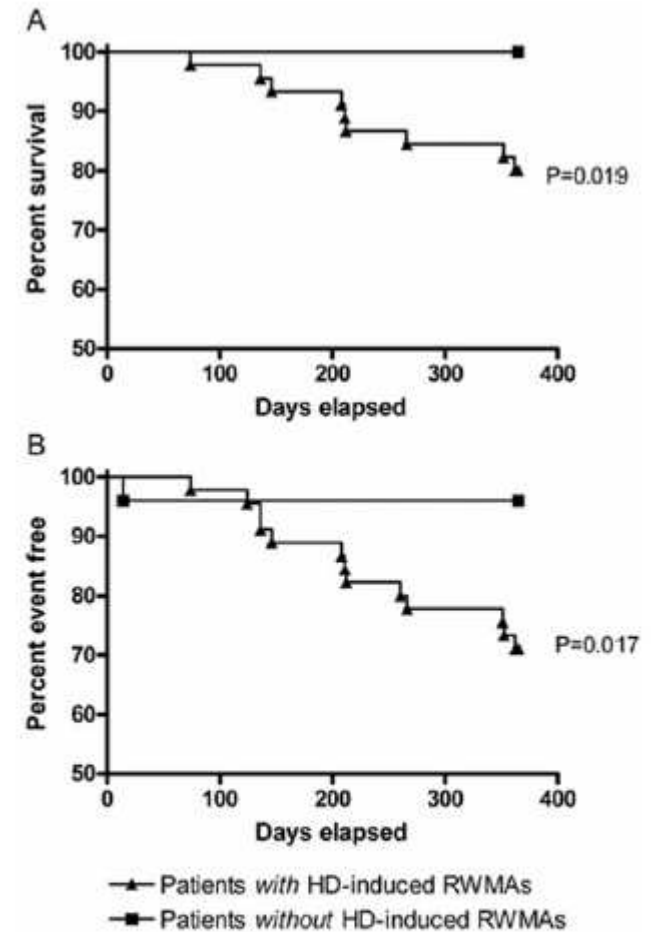 A
100
90
80
70
60
50
Percent survival
P=0.019
0 100 200 300 400
Days elapsed
B
100
90
80
70
60
50
Percent event free
P=0.017
0 100 200 300 400
Days elapsed
Patients with HD-induced RWMAs
Patients without HD-induced RWMAs